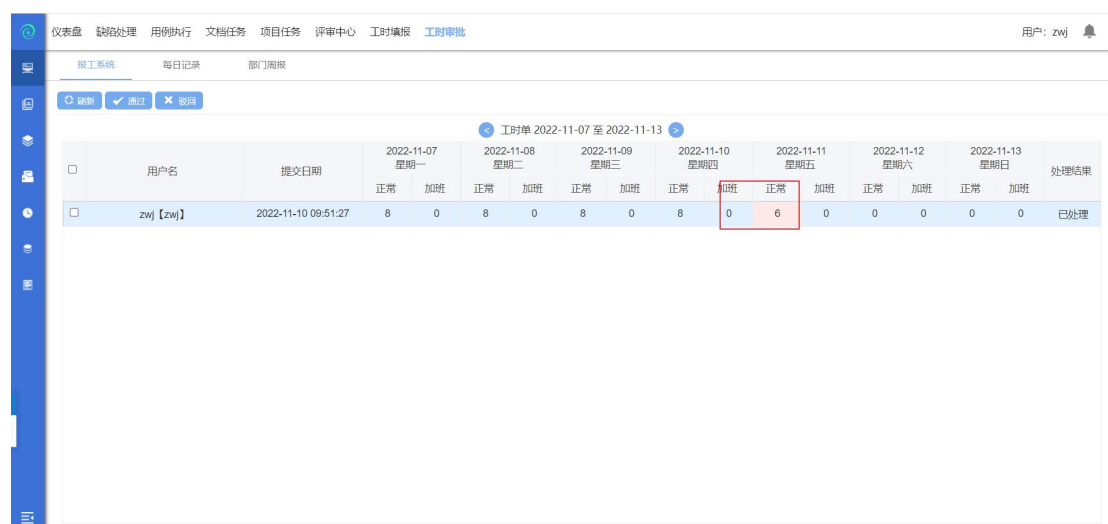 仪表盘 缺陷处理 用例执行 文档任务 项目任务 评审中心 工时填报 工时审批 用户：zwj
报工系统 每日记录 部门周报
刷新 通过 驳回
< 工时单 2022-11-07 至 2022-11-13 >
用户名 提交日期 2022-11-07 2022-11-08 2022-11-09 2022-11-10 2022-11-11 2022-11-12 2022-11-13 处理结果
星期一 星期二 星期三 星期四 星期五 星期六 星期日
正常 加班 正常 加班 正常 加班 正常 加班 正常 加班 正常 加班 正常 加班
zwj【zwj】 2022-11-10 09:51:27 8 0 8 0 8 0 8 0 6 0 0 0 0 0 已处理